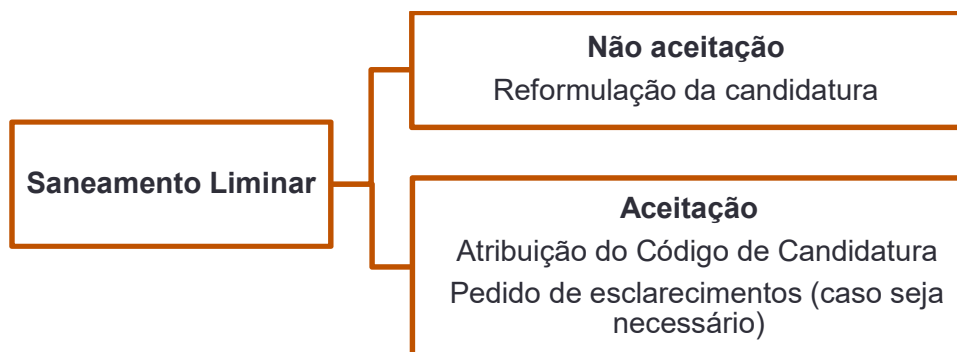 Não aceitação
Reformulação da candidatura
Saneamento Liminar
Aceitação
Atribuição do Código de Candidatura
Pedido de esclarecimentos (caso seja
necessário)